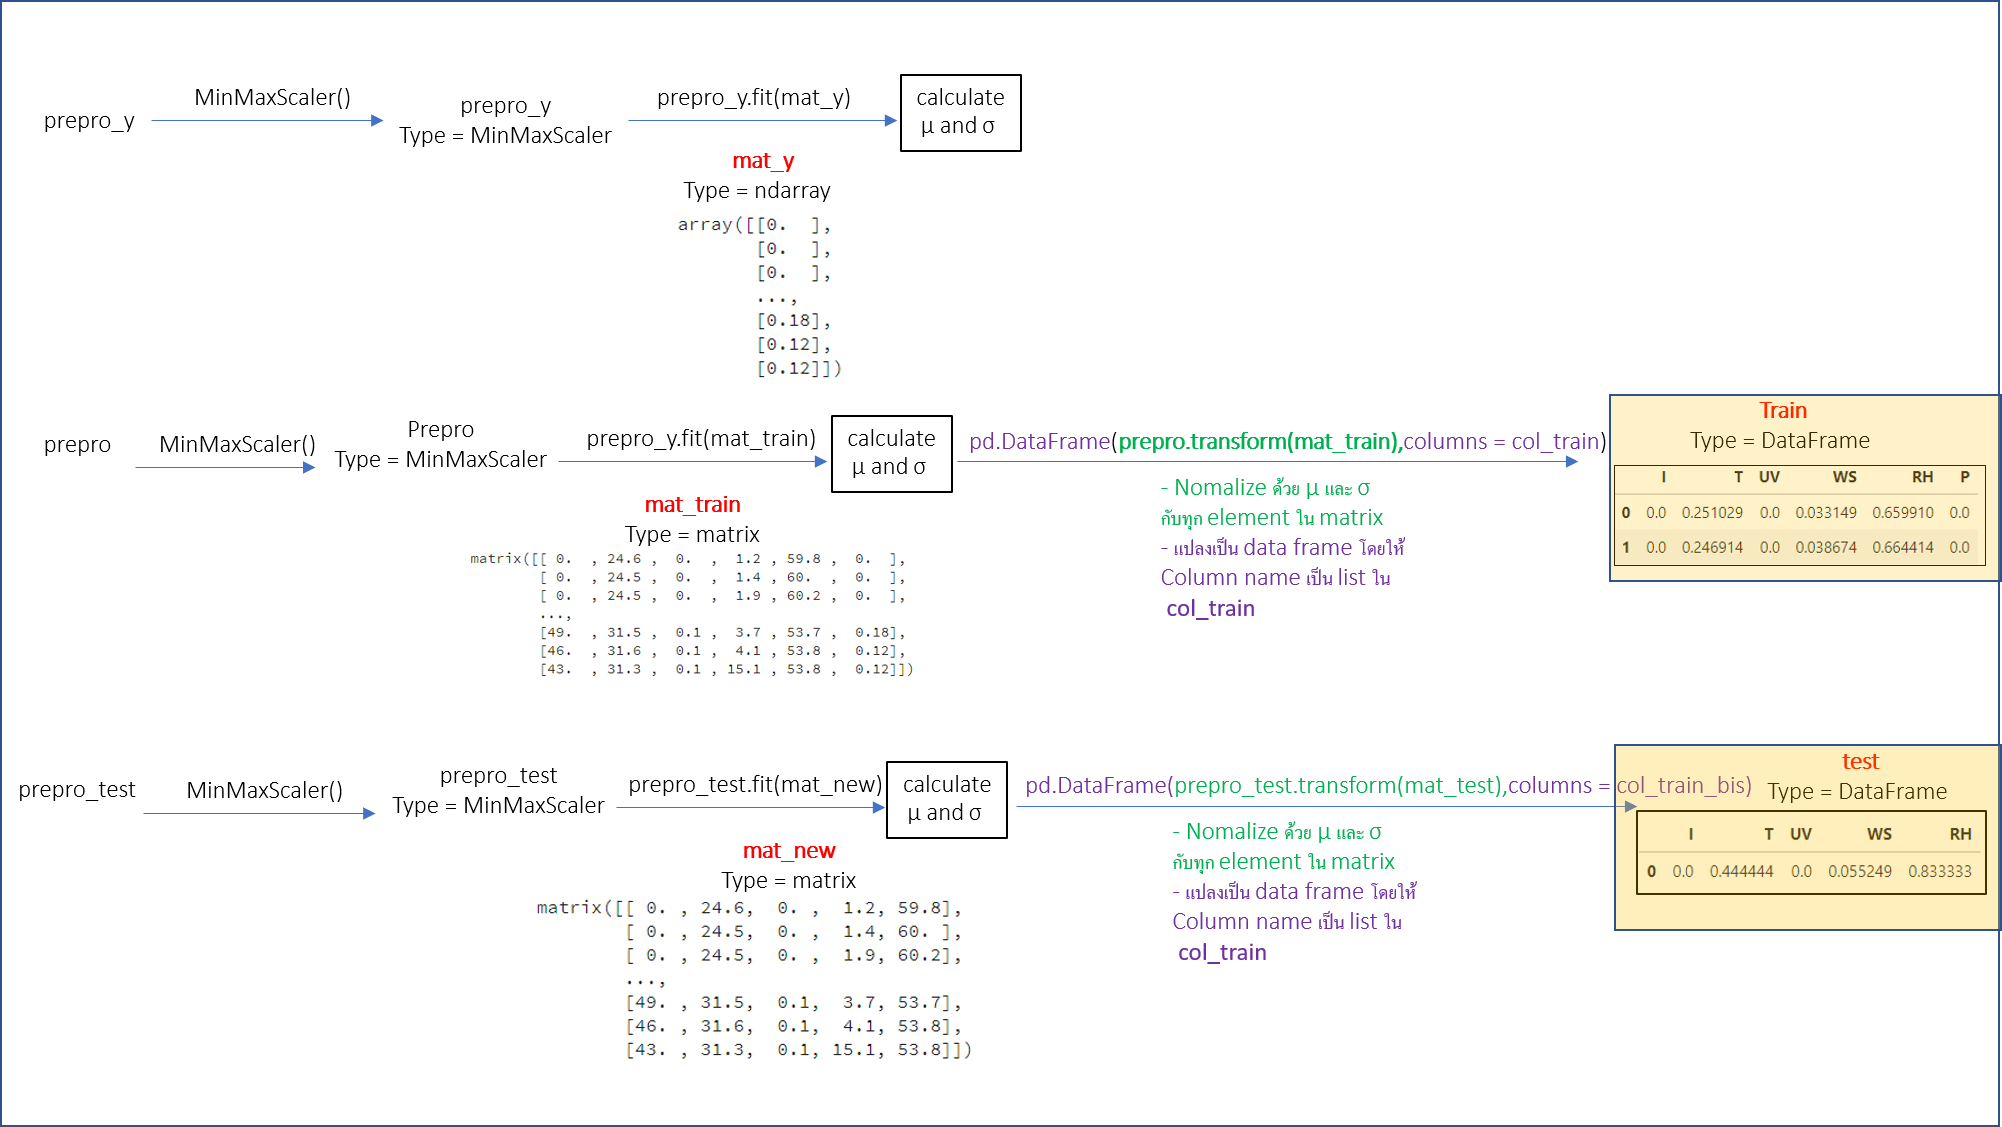 prepro_y
MinMaxScaler()
prepro_y
Type = MinMaxScaler
prepro_y.fit(mat_y)
calculate
μ and σ
mat_y
Type = ndarray
array([[0.  ],
[0.  ],
[0.  ],
...,
[0.18],
[0.12],
[0.12]])
prepro
MinMaxScaler()
Prepro
Type = MinMaxScaler
prepro_y.fit(mat_train)
calculate
μ and σ
pd.DataFrame(prepro.transform(mat_train),columns = col_train)
mat_train
Type = matrix
matrix([[ 0.  , 24.6 ,  0.  ,  1.2 , 59.8 ,  0.  ],
[ 0.  , 24.5 ,  0.  ,  1.4 , 60.  ,  0.  ],
[ 0.  , 24.5 ,  0.  ,  1.9 , 60.2 ,  0.  ],
...,
[49.  , 31.5 ,  0.1 ,  3.7 , 53.7 ,  0.18],
[46.  , 31.6 ,  0.1 ,  4.1 , 53.8 ,  0.12],
[43.  , 31.3 ,  0.1 , 15.1 , 53.8 ,  0.12]])
- Nomalize ด้วย μ และ σ
กับทุก element ใน matrix
- แปลงเป็น data frame โดยให้
Column name เป็น list ใน
col_train
Train
Type = DataFrame
I T UV WS RH P
0 0.0 0.251029 0.0 0.033149 0.659910 0.0
1 0.0 0.246914 0.0 0.038674 0.664414 0.0
prepro_test
MinMaxScaler()
prepro_test
Type = MinMaxScaler
prepro_test.fit(mat_new)
calculate
μ and σ
pd.DataFrame(prepro_test.transform(mat_test),columns = col_train_bis)
mat_new
Type = matrix
matrix([[ 0. , 24.6,  0. ,  1.2, 59.8],
[ 0. , 24.5,  0. ,  1.4, 60. ],
[ 0. , 24.5,  0. ,  1.9, 60.2],
...,
[49. , 31.5,  0.1,  3.7, 53.7],
[46. , 31.6,  0.1,  4.1, 53.8],
[43. , 31.3,  0.1, 15.1, 53.8]])
- Nomalize ด้วย μ และ σ
กับทุก element ใน matrix
- แปลงเป็น data frame โดยให้
Column name เป็น list ใน
col_train
test
Type = DataFrame
I T UV WS RH
0 0.0 0.444444 0.0 0.055249 0.833333